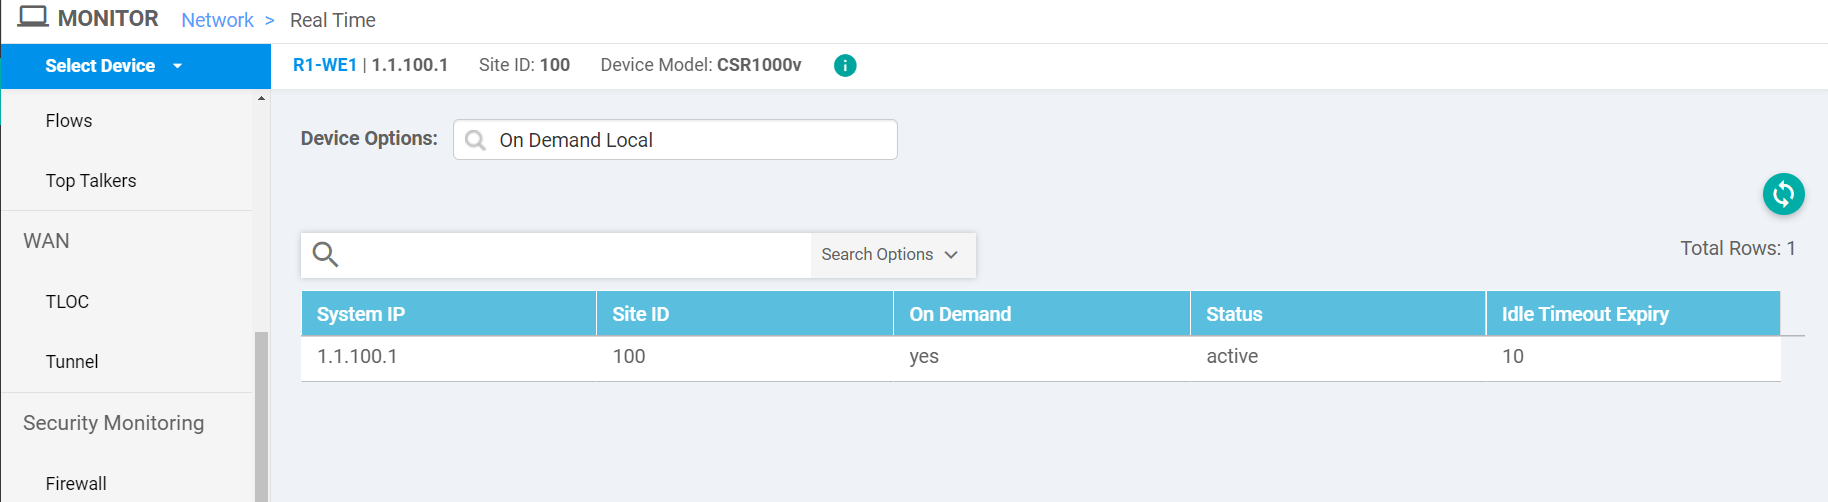 MONITOR Network > Real Time
Select Device
R1-WE1 | 1.1.100.1 Site ID: 100 Device Model: CSR1000v i
Flows
Top Talkers
WAN
TLOC
Tunnel
Security Monitoring
Firewall
Device Options: On Demand Local
Search Options
Total Rows: 1
System IP Site ID On Demand Status Idle Timeout Expiry
1.1.100.1 100 yes active 10